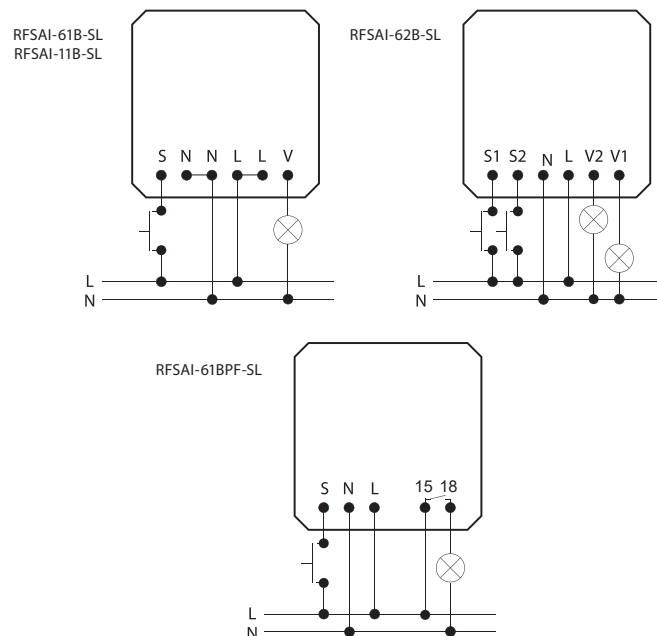 RFSAI-61B-SL
RFSAI-11B-SL
S N N L L V
L
N
RFSAI-62B-SL
S1 S2 N L V2 V1
L
N
RFSAI-61BPF-SL
S N L 15 18
L
N